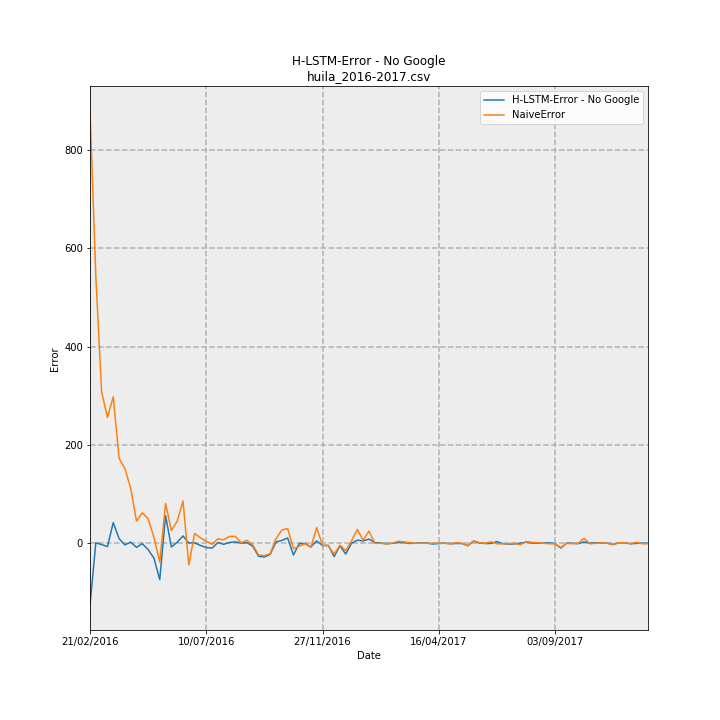 H-LSTM-Error - No Google
huila_2016-2017.csv
H-LSTM-Error - No Google
NaiveError
800
600
400
200
0
Error
21/02/2016 10/07/2016 27/11/2016 16/04/2017 03/09/2017
Date